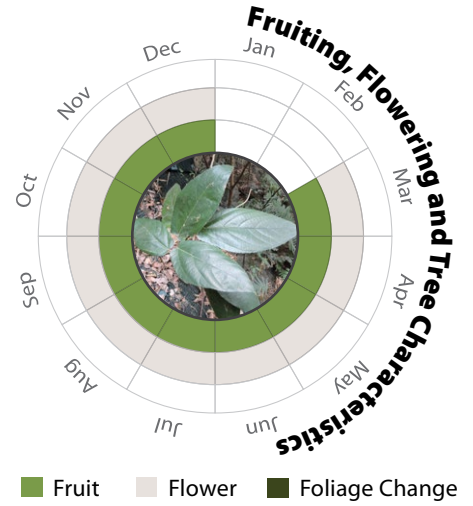 Fruiting, Flowering and Tree Characteristics
Jan
Feb
Mar
Apr
May
Jun
Jul
Aug
Sep
Oct
Nov
Dec
Fruit
Flower
Foliage Change